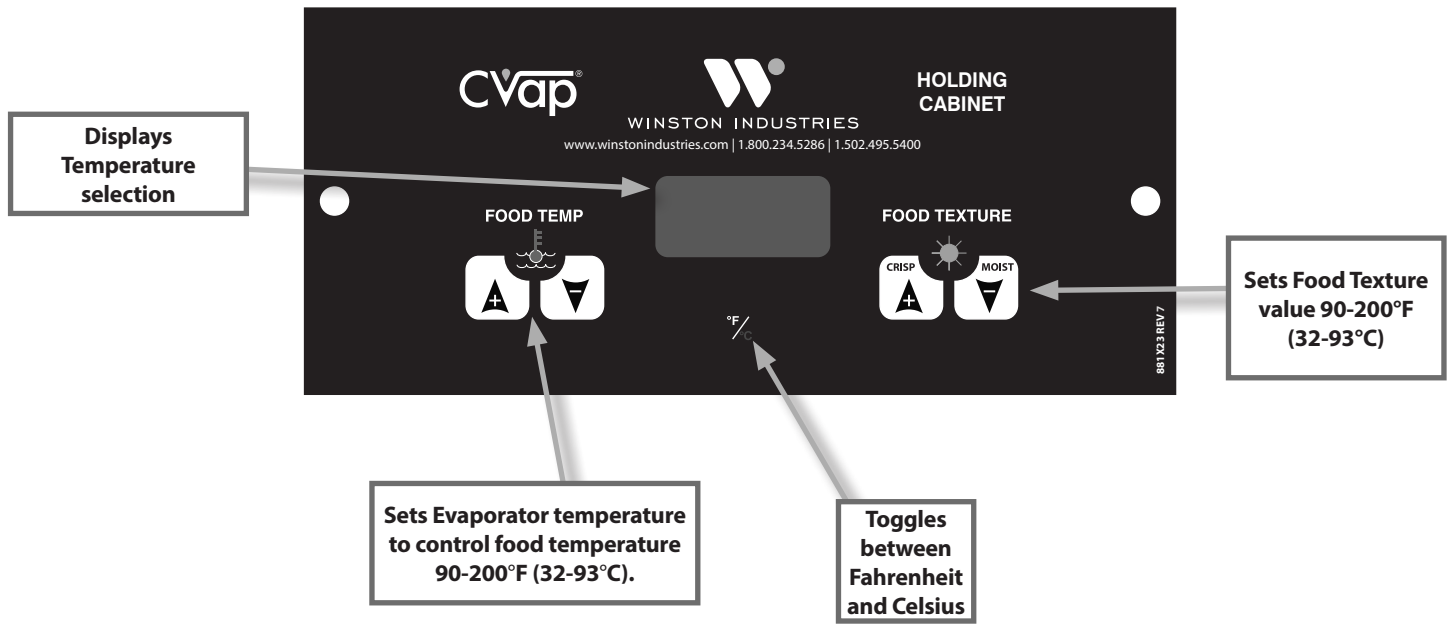 CVap®
WINSTON INDUSTRIES
www.winstonindustries.com | 1.800.234.5286 | 1.502.495.5400
HOLDING
CABINET
Displays
Temperature
selection
FOOD TEMP
+
-
°F/°C
FOOD TEXTURE
CRISP
MOIST
+
-
881X23 REV 7
Sets Food Texture
value 90-200°F
(32-93°C)
Sets Evaporator temperature
to control food temperature
90-200°F (32-93°C).
Toggles
between
Fahrenheit
and Celsius